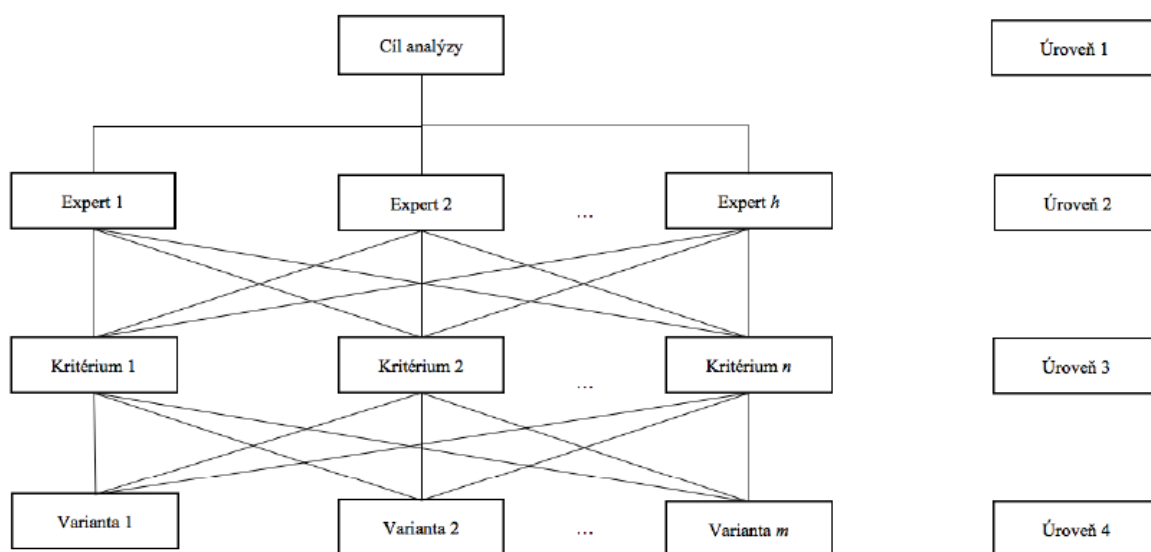 Cíl analýzy
Úroveň 1
Expert 1
Expert 2
...
Expert h
Úroveň 2
Kritérium 1
Kritérium 2
...
Kritérium n
Úroveň 3
Varianta 1
Varianta 2
...
Varianta m
Úroveň 4